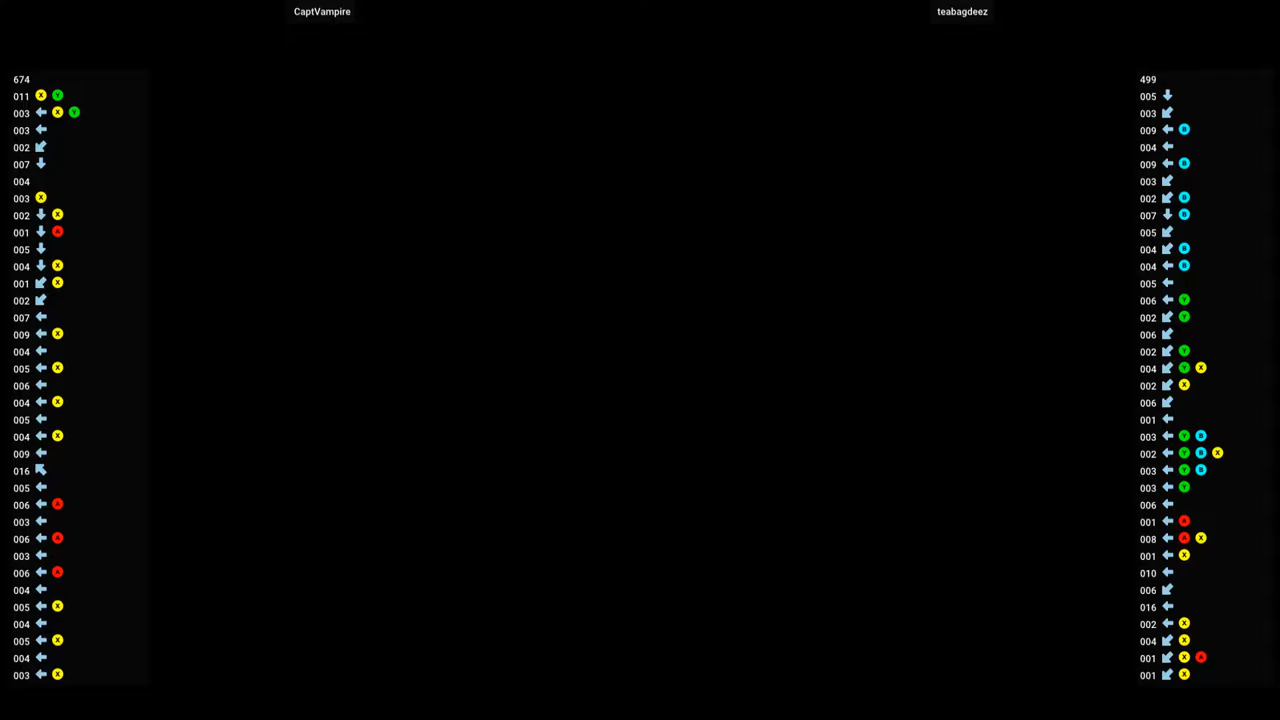 CaptVampire
teabagdeez
674
011 X Y
003 X Y
003
002
007
004
003 X
002 X
001 A
005
004 X
001 X
002
007
009 X
004
005 X
006
004 X
005
004 X
009
016
005
006 A
003
006 A
003
006 A
004
005 X
004
005 X
004
003 X
499
005
003
009 B
004
009 B
003
002 B
007 B
005
004 B
004 B
005
006 Y
002 Y
006
002 Y
004 Y X
002 X
006
001
003 Y B
002 Y B X
003 Y B
003 Y
006
001 A
008 A X
001 X
010
006
016
002 X
004 X
001 X A
001 X